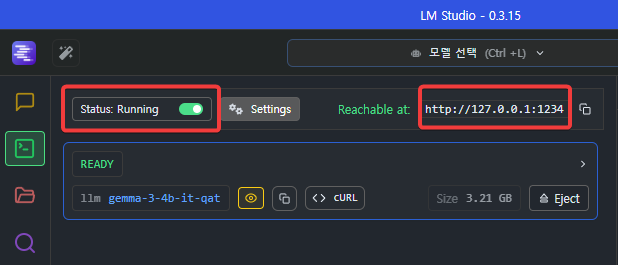 LM Studio - 0.3.15
모델 선택 (Ctrl +L)
Status: Running Settings Reachable at: http://127.0.0.1:1234
READY
llm gemma-3-4b-it-qat cURL Size 3.21 GB Eject